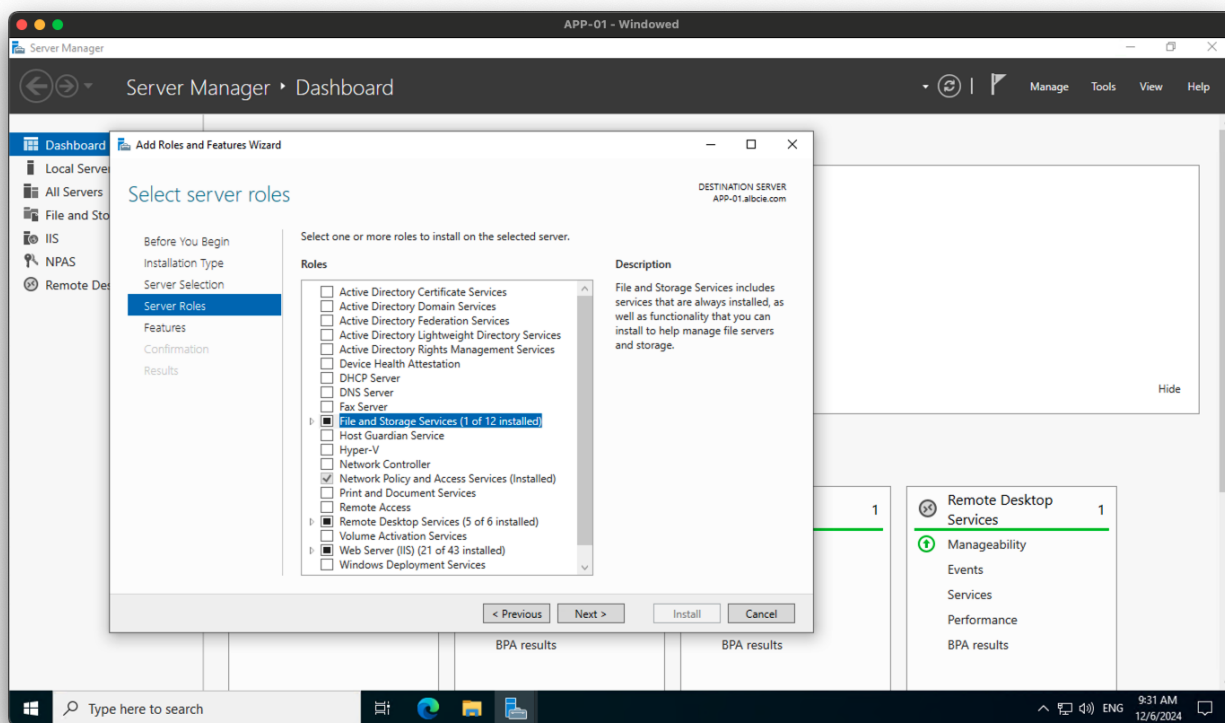 APP-01 - Windowed
Server Manager
Server Manager ‣ Dashboard
Manage
Tools
View
Help
Dashboard
Local Serve
All Servers
File and Sto
IIS
NPAS
Remote Des
Add Roles and Features Wizard
Select server roles
DESTINATION SERVER
APP-01.albcie.com
Before You Begin
Installation Type
Server Selection
Server Roles
Features
Confirmation
Results
Select one or more roles to install on the selected server.
Roles
Active Directory Certificate Services
Active Directory Domain Services
Active Directory Federation Services
Active Directory Lightweight Directory Services
Active Directory Rights Management Services
Device Health Attestation
DHCP Server
DNS Server
Fax Server
File and Storage Services (1 of 12 installed)
Host Guardian Service
Hyper-V
Network Controller
Network Policy and Access Services (Installed)
Print and Document Services
Remote Access
Remote Desktop Services (5 of 6 installed)
Volume Activation Services
Web Server (IIS) (21 of 43 installed)
Windows Deployment Services
Description
File and Storage Services includes
services that are always installed, as
well as functionality that you can
install to help manage file servers
and storage.
< Previous
Next >
Install
Cancel
Hide
1
Remote Desktop
Services
1
Manageability
Events
Services
Performance
BPA results
BPA results
BPA results
Type here to search
ENG
9:31 AM
12/6/2024